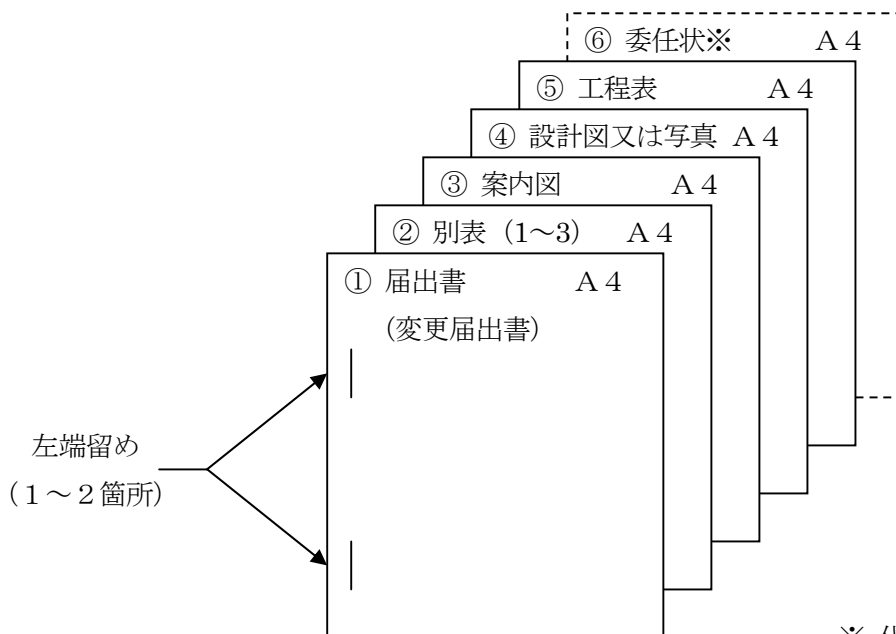 ⑥ 委任状※ A４
⑤ 工程表 A４
④ 設計図又は写真 A４
③ 案内図 A４
② 別表（1～3） A４
① 届出書 A４
（変更届出書）
左端留め
（１～２箇所）
※